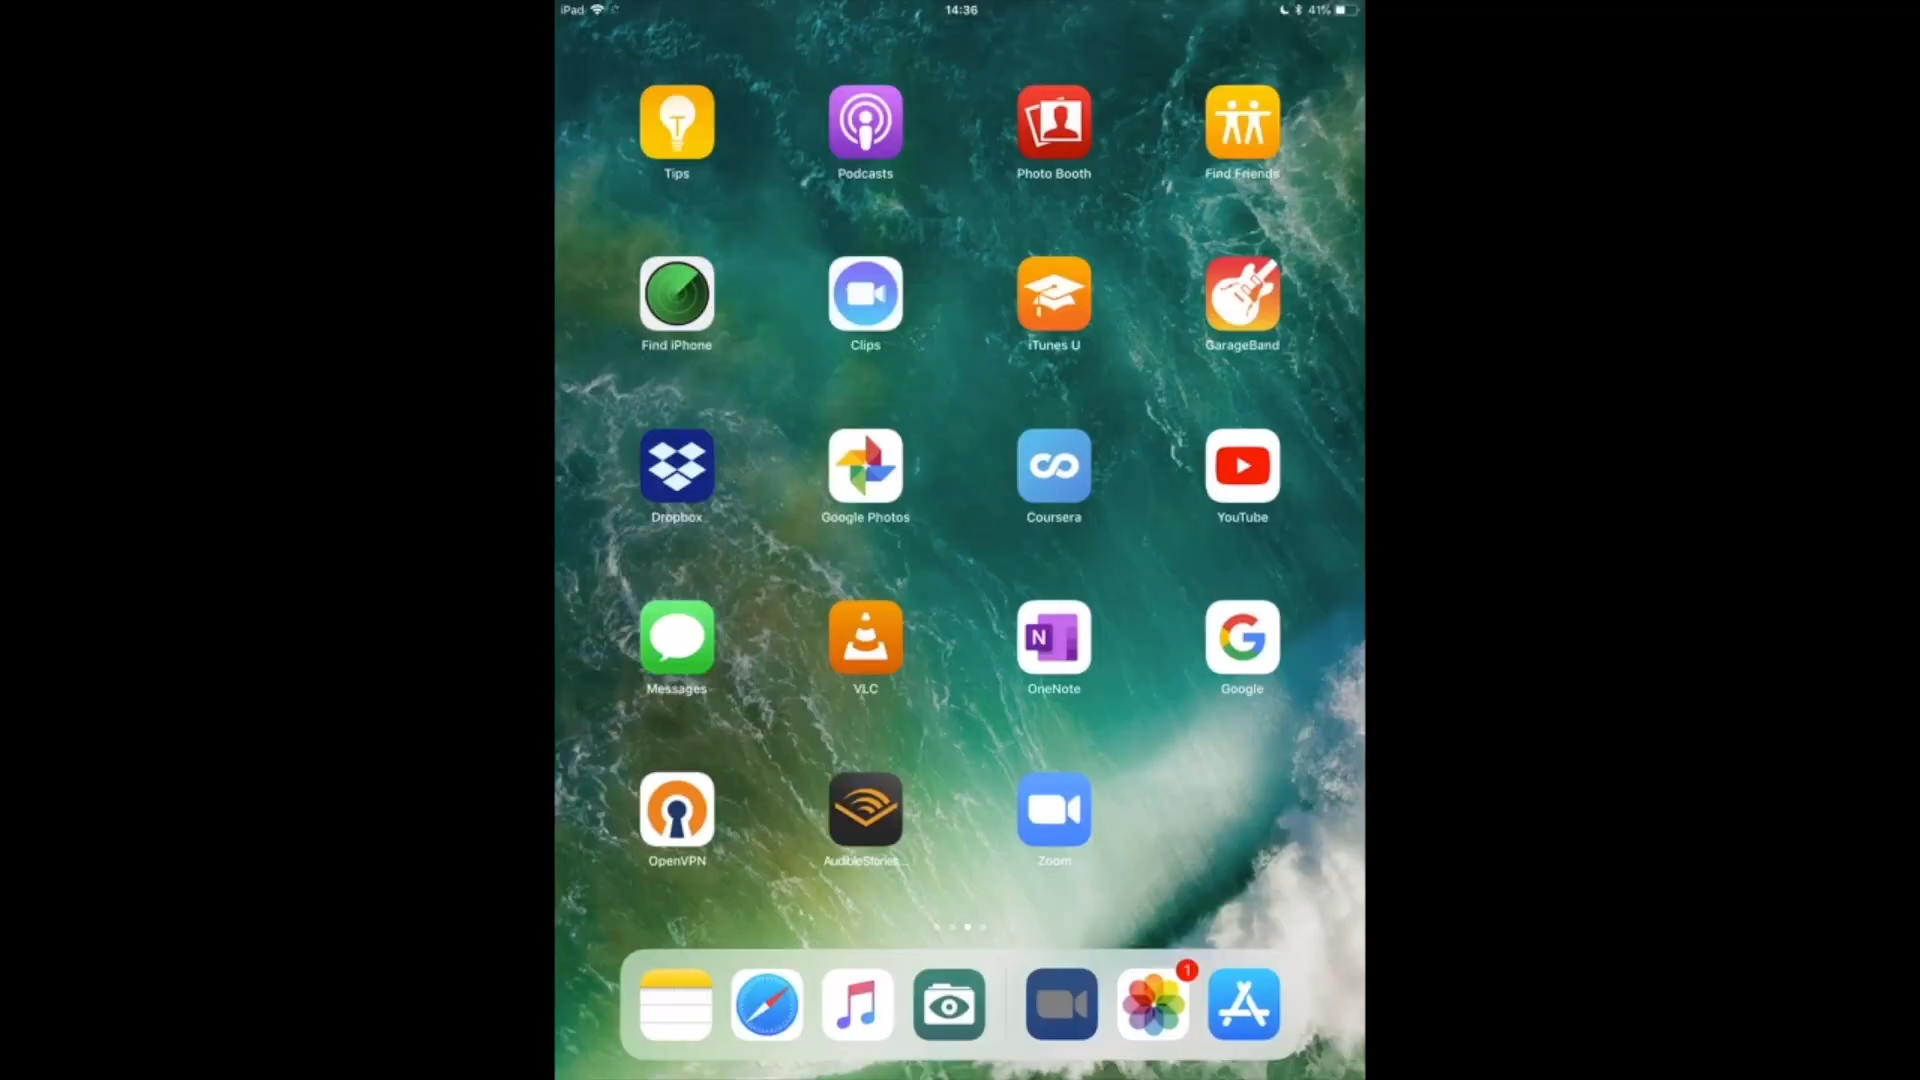 iPad 14:36 41%
Tips Podcasts Photo Booth Find Friends
Find iPhone Clips iTunes U GarageBand
Dropbox Google Photos Coursera YouTube
N
Messages VLC OneNote Google
OpenVPN AudibleStories... Zoom
1